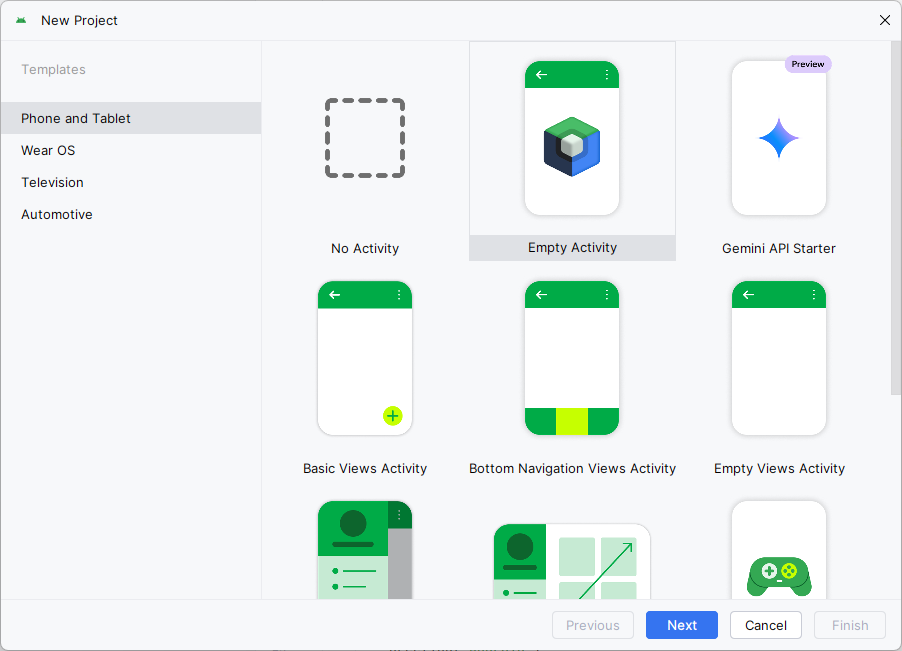 New Project
Templates
Phone and Tablet
Wear OS
Television
Automotive
No Activity
Empty Activity
Preview
Gemini API Starter
Basic Views Activity
Bottom Navigation Views Activity
Empty Views Activity
Previous
Next
Cancel
Finish